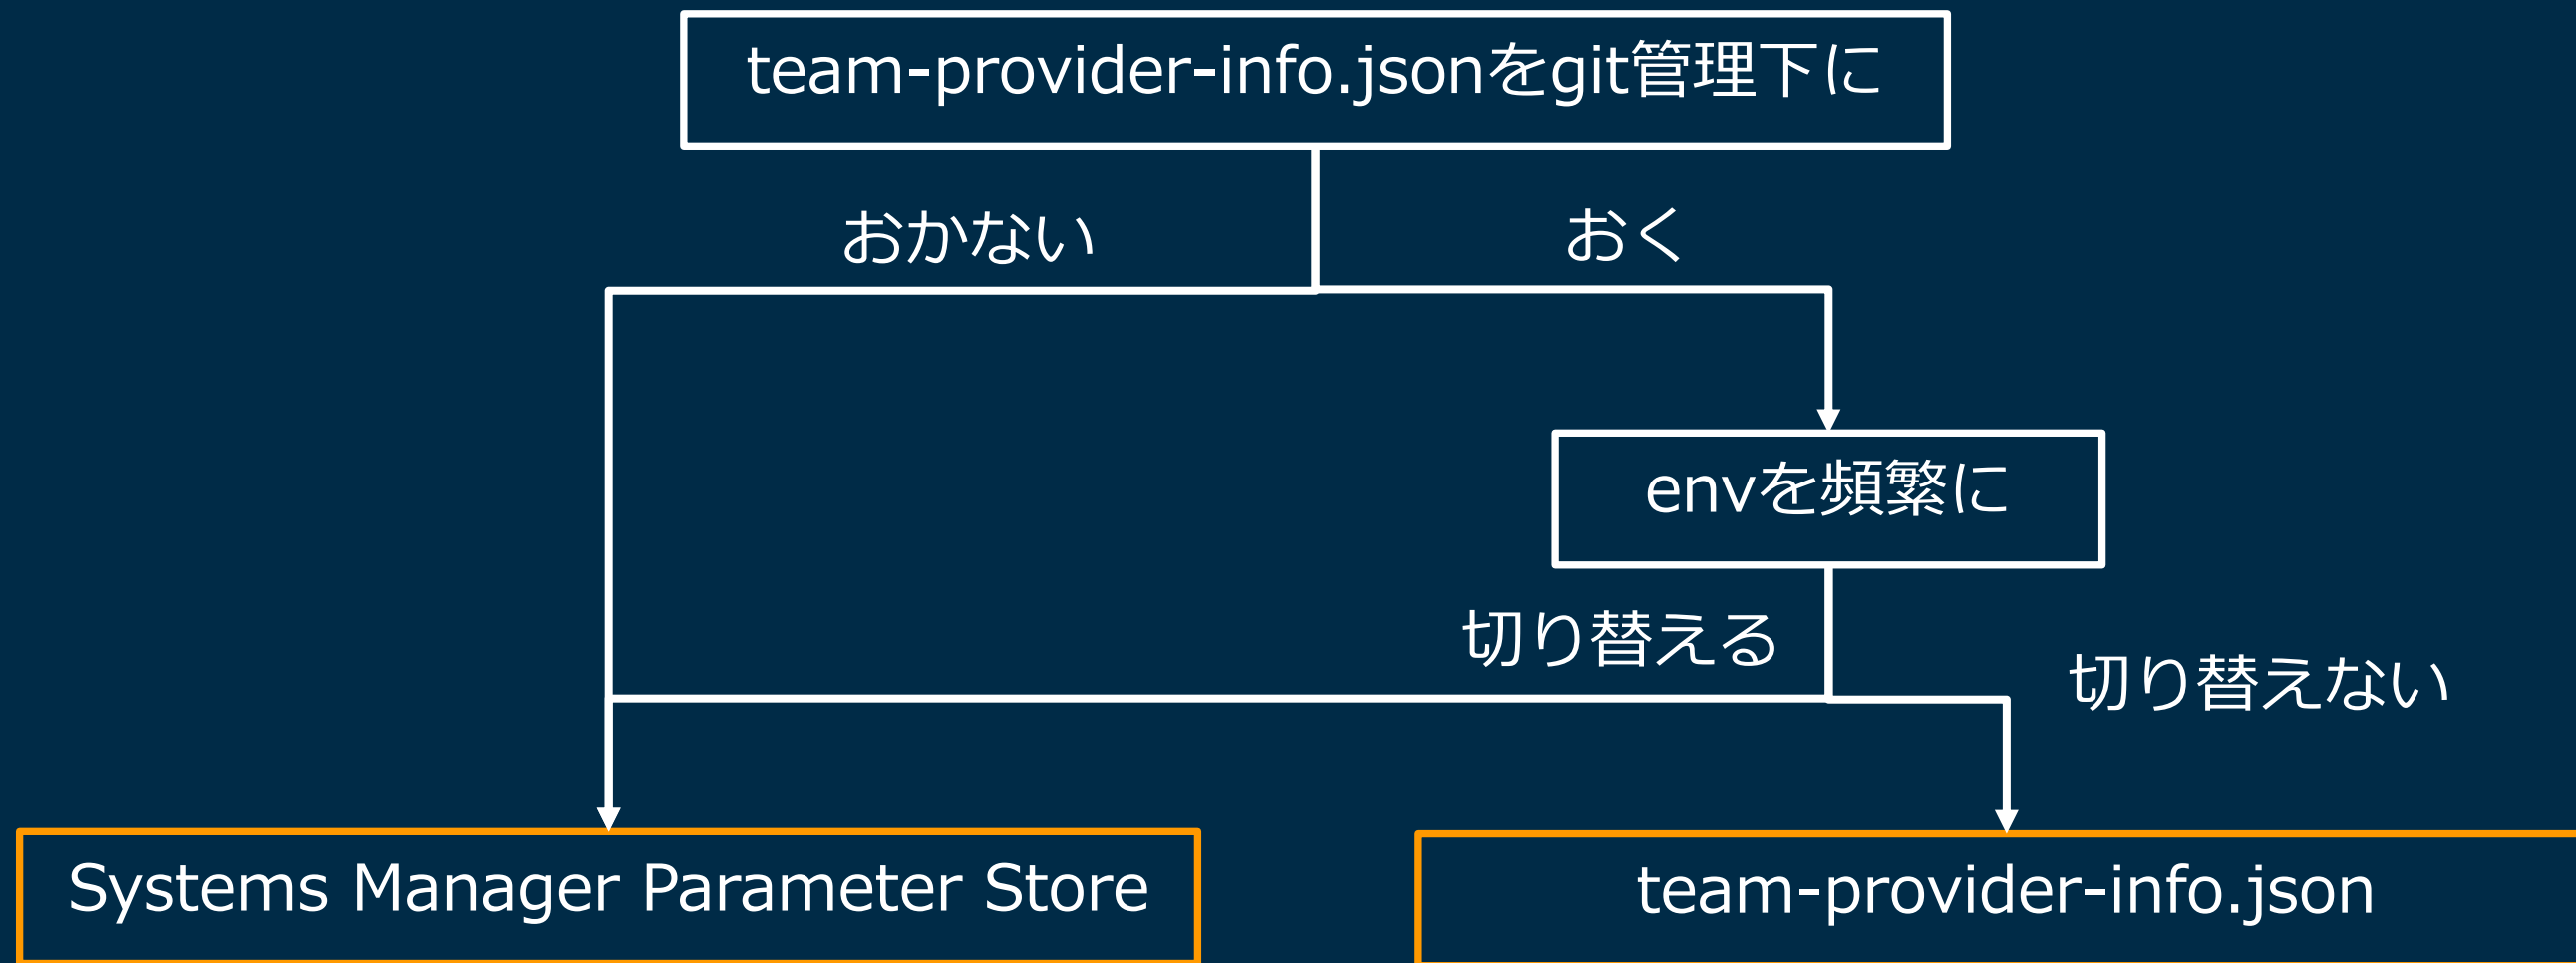 team-provider-info.jsonをgit管理下に
おかない
おく
envを頻繁に
切り替える
切り替えない
Systems Manager Parameter Store
team-provider-info.json